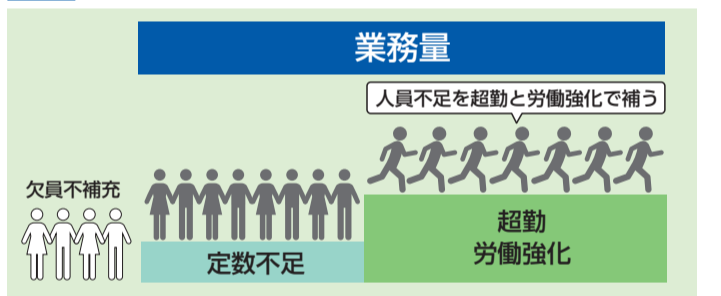 業務量
人員不足を超勤と労働強化で補う
欠員不補充
定数不足
超勤
労働強化